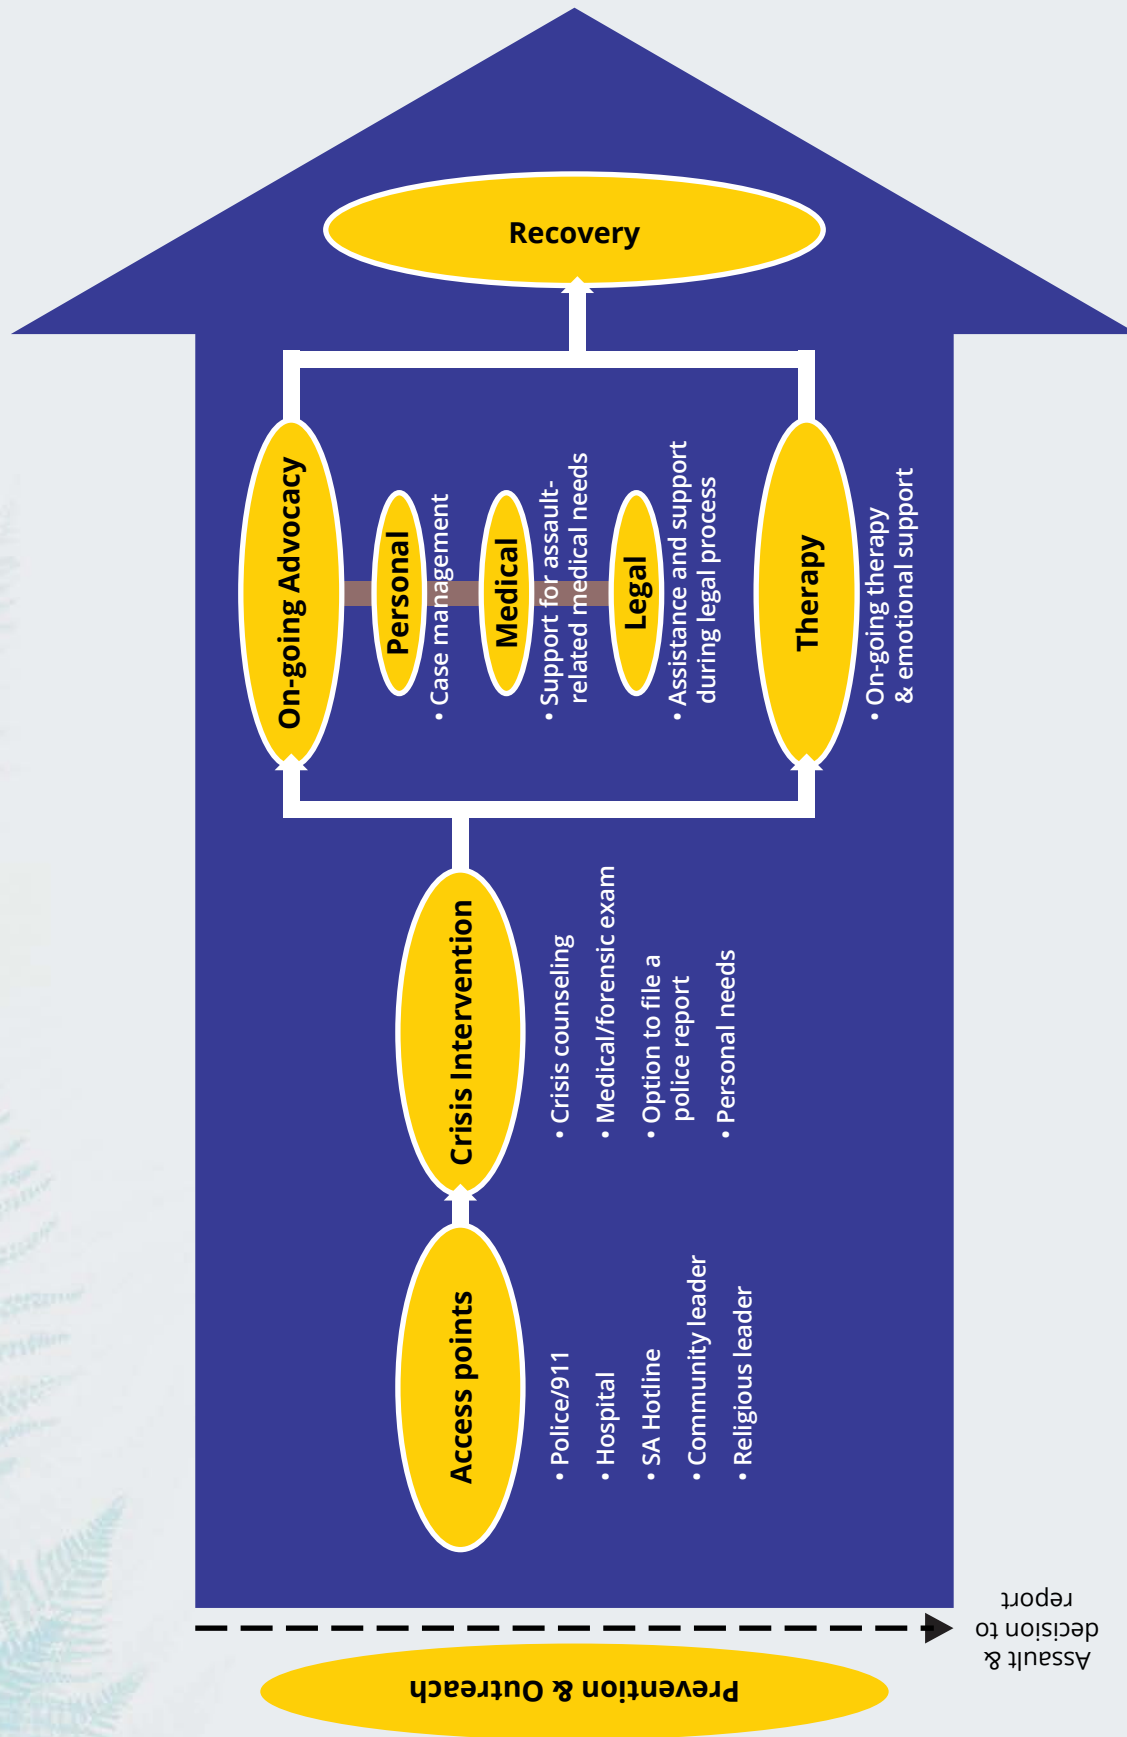 Prevention & Outreach
Assault &
decision to
report
Access points
• Police/911
• Hospital
• SA Hotline
• Community leader
• Religious leader
Crisis Intervention
• Crisis counseling
• Medical/forensic exam
• Option to file a
police report
• Personal needs
On-going Advocacy
Personal
• Case management
Medical
• Support for assault-
related medical needs
Legal
• Assistance and support
during legal process
Therapy
• On-going therapy
& emotional support
Recovery